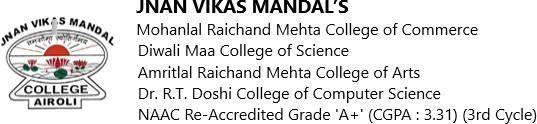 JNAN VIKAS MANDAL'S
Mohanlal Raichand Mehta College of Commerce
Diwali Maa College of Science
Amritlal Raichand Mehta College of Arts
Dr. R.T. Doshi College of Computer Science
NAAC Re-Accredited Grade 'A+' (CGPA : 3.31) (3rd Cycle)
JNAN VIKAS MANDAL
COLLEGE
AIROLI